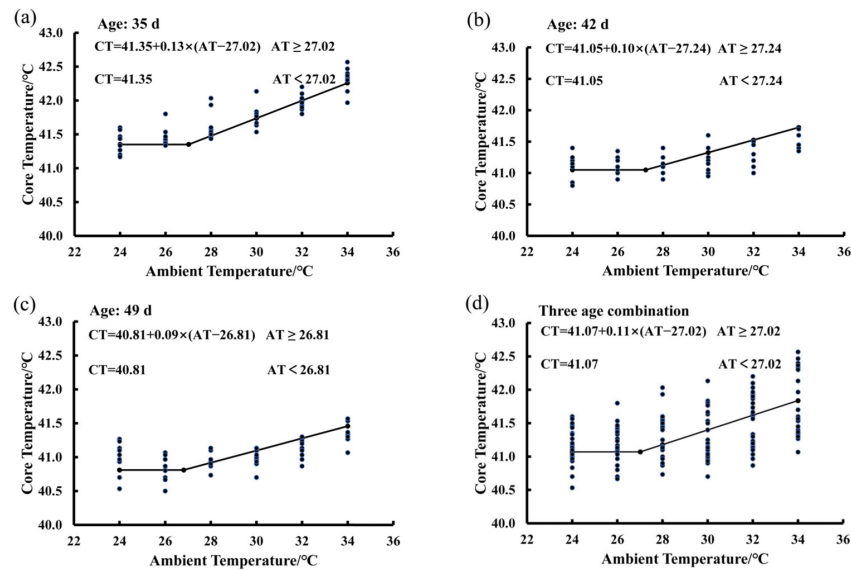 (a)
Age: 35 d
CT=41.35+0.13×(AT−27.02) AT ≥ 27.02
CT=41.35 AT < 27.02
43.0
42.5
42.0
41.5
41.0
40.5
40.0
Core Temperature/°C
22 24 26 28 30 32 34 36
Ambient Temperature/°C
(b)
Age: 42 d
CT=41.05+0.10×(AT−27.24) AT ≥ 27.24
CT=41.05 AT < 27.24
43.0
42.5
42.0
41.5
41.0
40.5
40.0
Core Temperature/°C
22 24 26 28 30 32 34 36
Ambient Temperature/°C
(c)
Age: 49 d
CT=40.81+0.09×(AT−26.81) AT ≥ 26.81
CT=40.81 AT < 26.81
43.0
42.5
42.0
41.5
41.0
40.5
40.0
Core Temperature/°C
22 24 26 28 30 32 34 36
Ambient Temperature/°C
(d)
Three age combination
CT=41.07+0.11×(AT−27.02) AT ≥ 27.02
CT=41.07 AT < 27.02
43.0
42.5
42.0
41.5
41.0
40.5
40.0
Core Temperature/°C
22 24 26 28 30 32 34 36
Ambient Temperature/°C